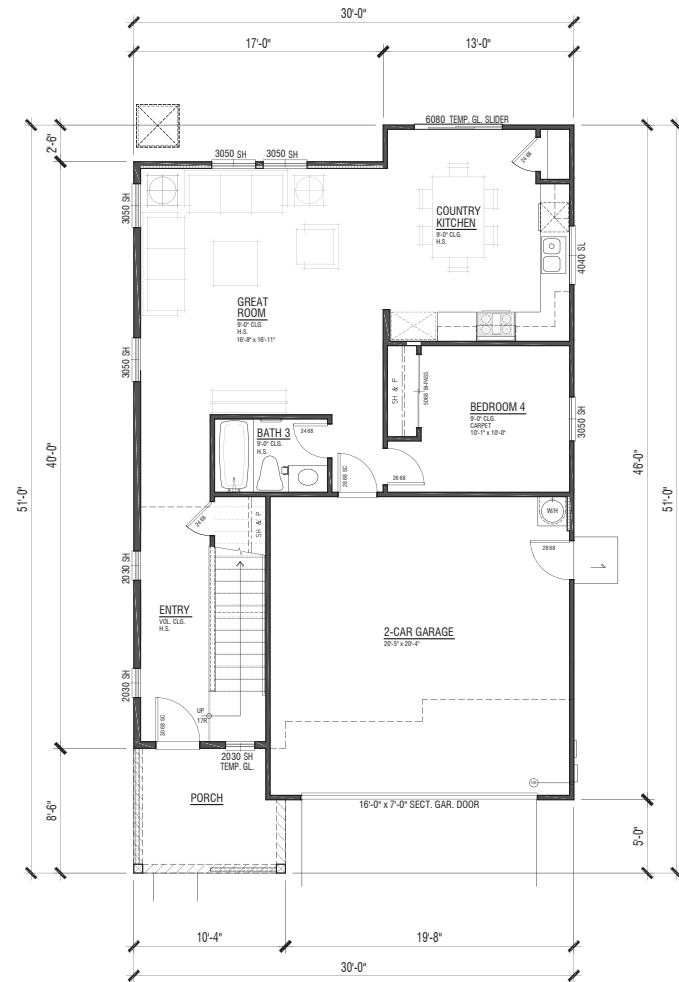 30'-0"
17'-0"
13'-0"
6080 TEMP. GL. SLIDER
2'-6"
3050 SH
3050 SH
2468
3050 SH
COUNTRY
KITCHEN
9'-0" CLG.
H.S.
4040 SL
GREAT
ROOM
9'-0" CLG.
H.S.
16'-8" x 16'-11"
3050 SH
SH & P
5068 BI-PASS
BEDROOM 4
9'-0" CLG.
CARPET
10'-1" x 10'-0"
3050 SH
BATH 3
9'-0" CLG.
H.S.
2468
2868 SC
2668
40'-0"
51'-0"
46'-0"
51'-0"
2468
SH & P
W/H
2868
2030 SH
ENTRY
VOL. CLG.
H.S.
2-CAR GARAGE
20'-5" x 20'-4"
2030 SH
3068 SC
UP
17R
2030 SH
TEMP. GL.
PORCH
16'-0" x 7'-0" SECT. GAR. DOOR
8'-6"
5'-0"
10'-4"
19'-8"
30'-0"